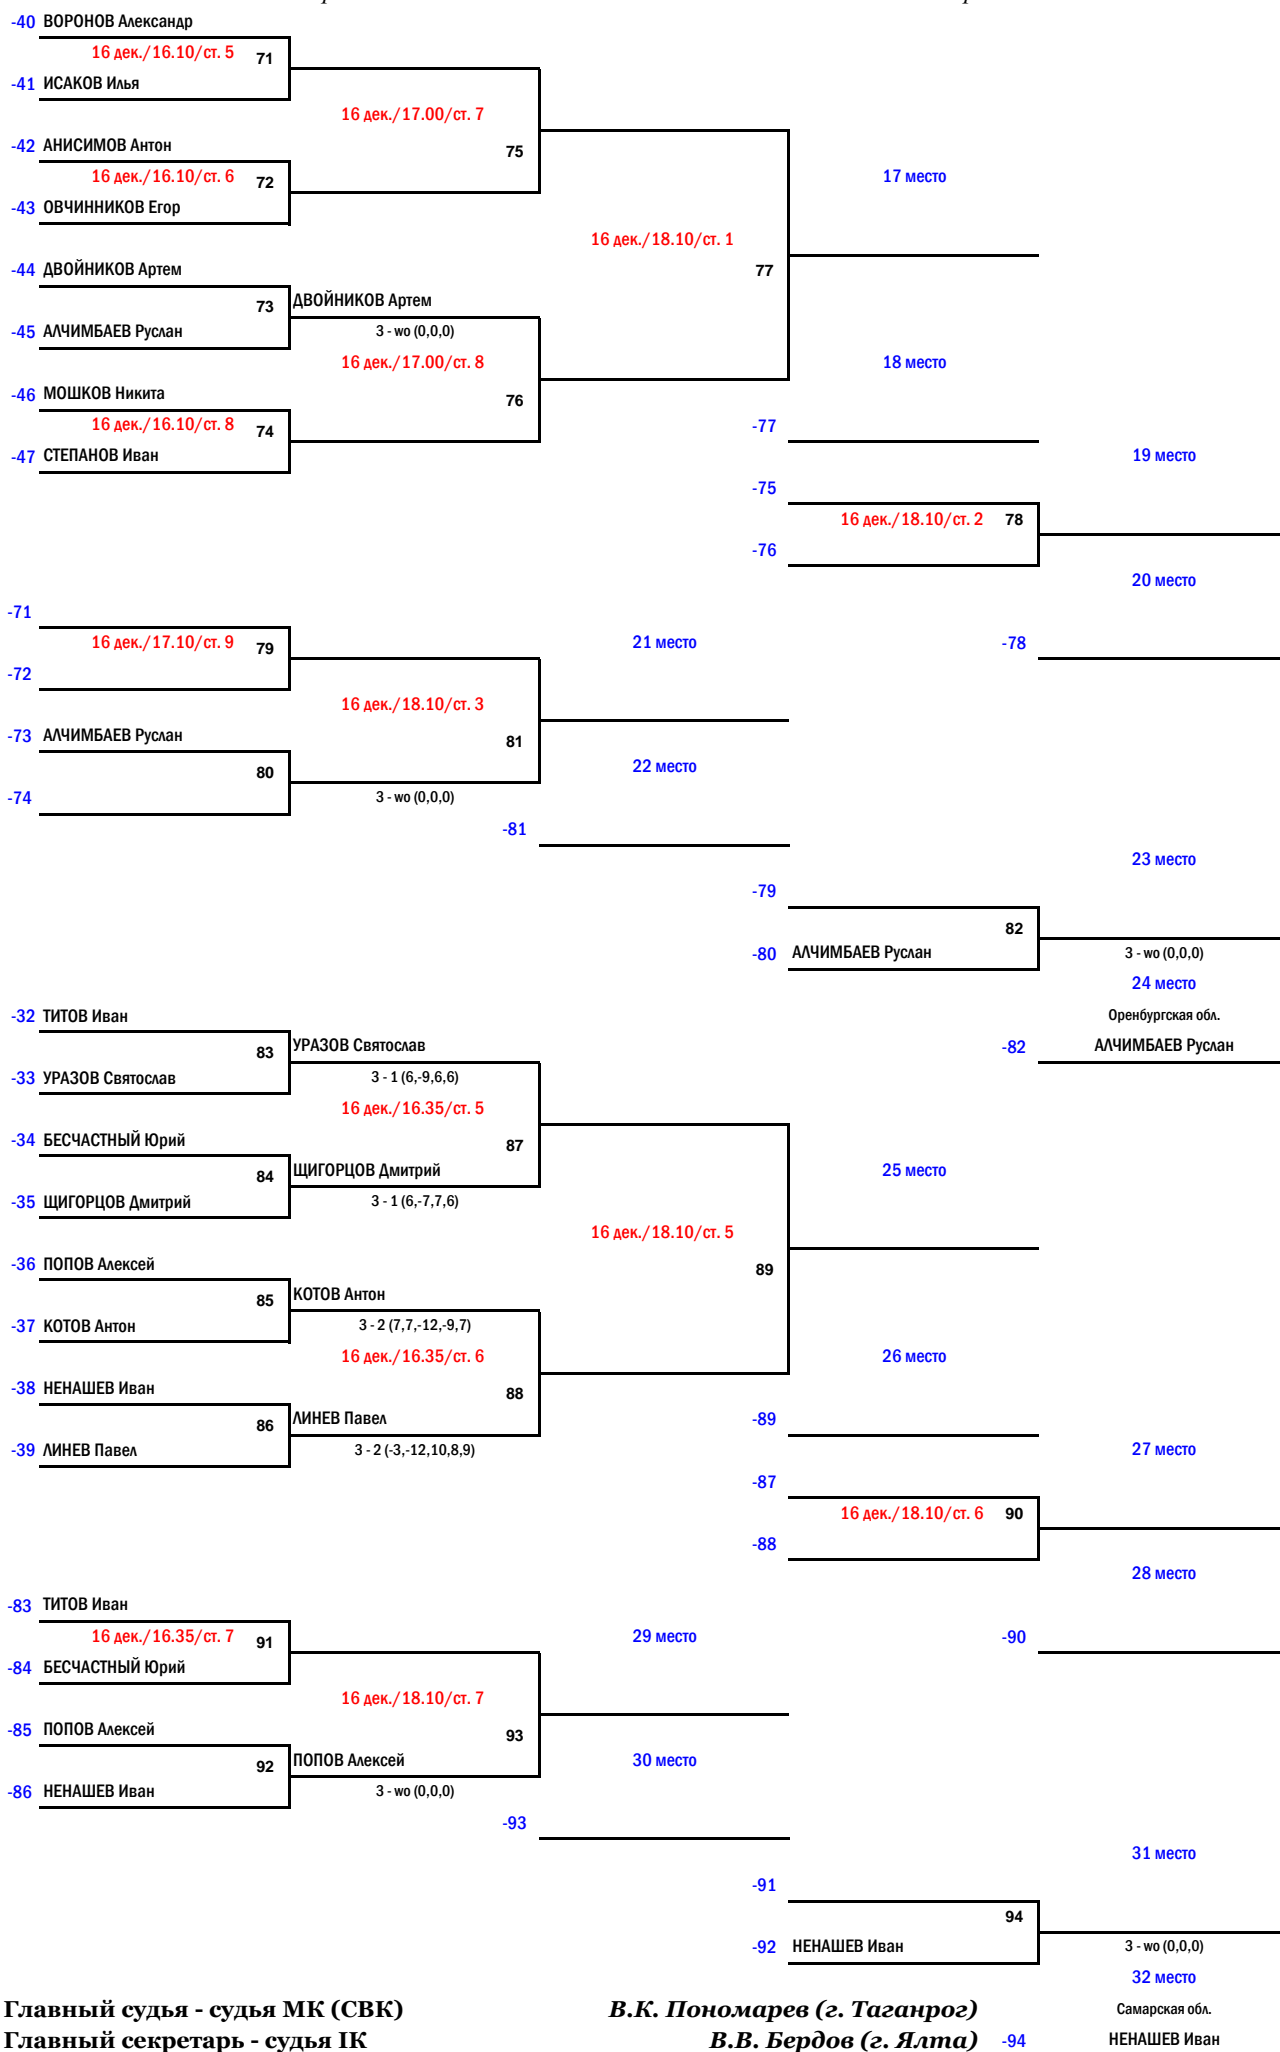 -40 ВОРОНОВ Александр
16 дек./16.10/ст. 5 71
-41 ИСАКОВ Илья
16 дек./17.00/ст. 7
-42 АНИСИМОВ Антон
75
16 дек./16.10/ст. 6 72
17 место
-43 ОВЧИННИКОВ Егор
16 дек./18.10/ст. 1
-44 ДВОЙНИКОВ Артем
77
73 ДВОЙНИКОВ Артем
-45 АЛЧИМБАЕВ Руслан
3 - wo (0,0,0)
16 дек./17.00/ст. 8
18 место
-46 МОШКОВ Никита
76
16 дек./16.10/ст. 8 74
-77
-47 СТЕПАНОВ Иван
19 место
-75
16 дек./18.10/ст. 2 78
-76
20 место
-71
16 дек./17.10/ст. 9 79
21 место
-78
-72
16 дек./18.10/ст. 3
-73 АЛЧИМБАЕВ Руслан
81
80
22 место
-74
3 - wo (0,0,0)
-81
23 место
-79
82
-80 АЛЧИМБАЕВ Руслан
3 - wo (0,0,0)
24 место
-32 ТИТОВ Иван
Оренбургская обл.
83 УРАЗОВ Святослав
-82 АЛЧИМБАЕВ Руслан
-33 УРАЗОВ Святослав
3 - 1 (6,-9,6,6)
16 дек./16.35/ст. 5
-34 БЕСЧАСТНЫЙ Юрий
87
84 ЩИГОРЦОВ Дмитрий
25 место
-35 ЩИГОРЦОВ Дмитрий
3 - 1 (6,-7,7,6)
16 дек./18.10/ст. 5
-36 ПОПОВ Алексей
89
85 КОТОВ Антон
-37 КОТОВ Антон
3 - 2 (7,7,-12,-9,7)
16 дек./16.35/ст. 6
26 место
-38 НЕНАШЕВ Иван
88
86 ЛИНЕВ Павел
-89
-39 ЛИНЕВ Павел
3 - 2 (-3,-12,10,8,9)
27 место
-87
16 дек./18.10/ст. 6 90
-88
28 место
-83 ТИТОВ Иван
16 дек./16.35/ст. 7 91
29 место
-90
-84 БЕСЧАСТНЫЙ Юрий
16 дек./18.10/ст. 7
-85 ПОПОВ Алексей
93
92 ПОПОВ Алексей
30 место
-86 НЕНАШЕВ Иван
3 - wo (0,0,0)
-93
31 место
-91
94
-92 НЕНАШЕВ Иван
3 - wo (0,0,0)
32 место
Главный судья - судья МК (СВК) В.К. Пономарев (г. Таганрог) Самарская обл.
Главный секретарь - судья IК В.В. Бердов (г. Ялта) -94 НЕНАШЕВ Иван